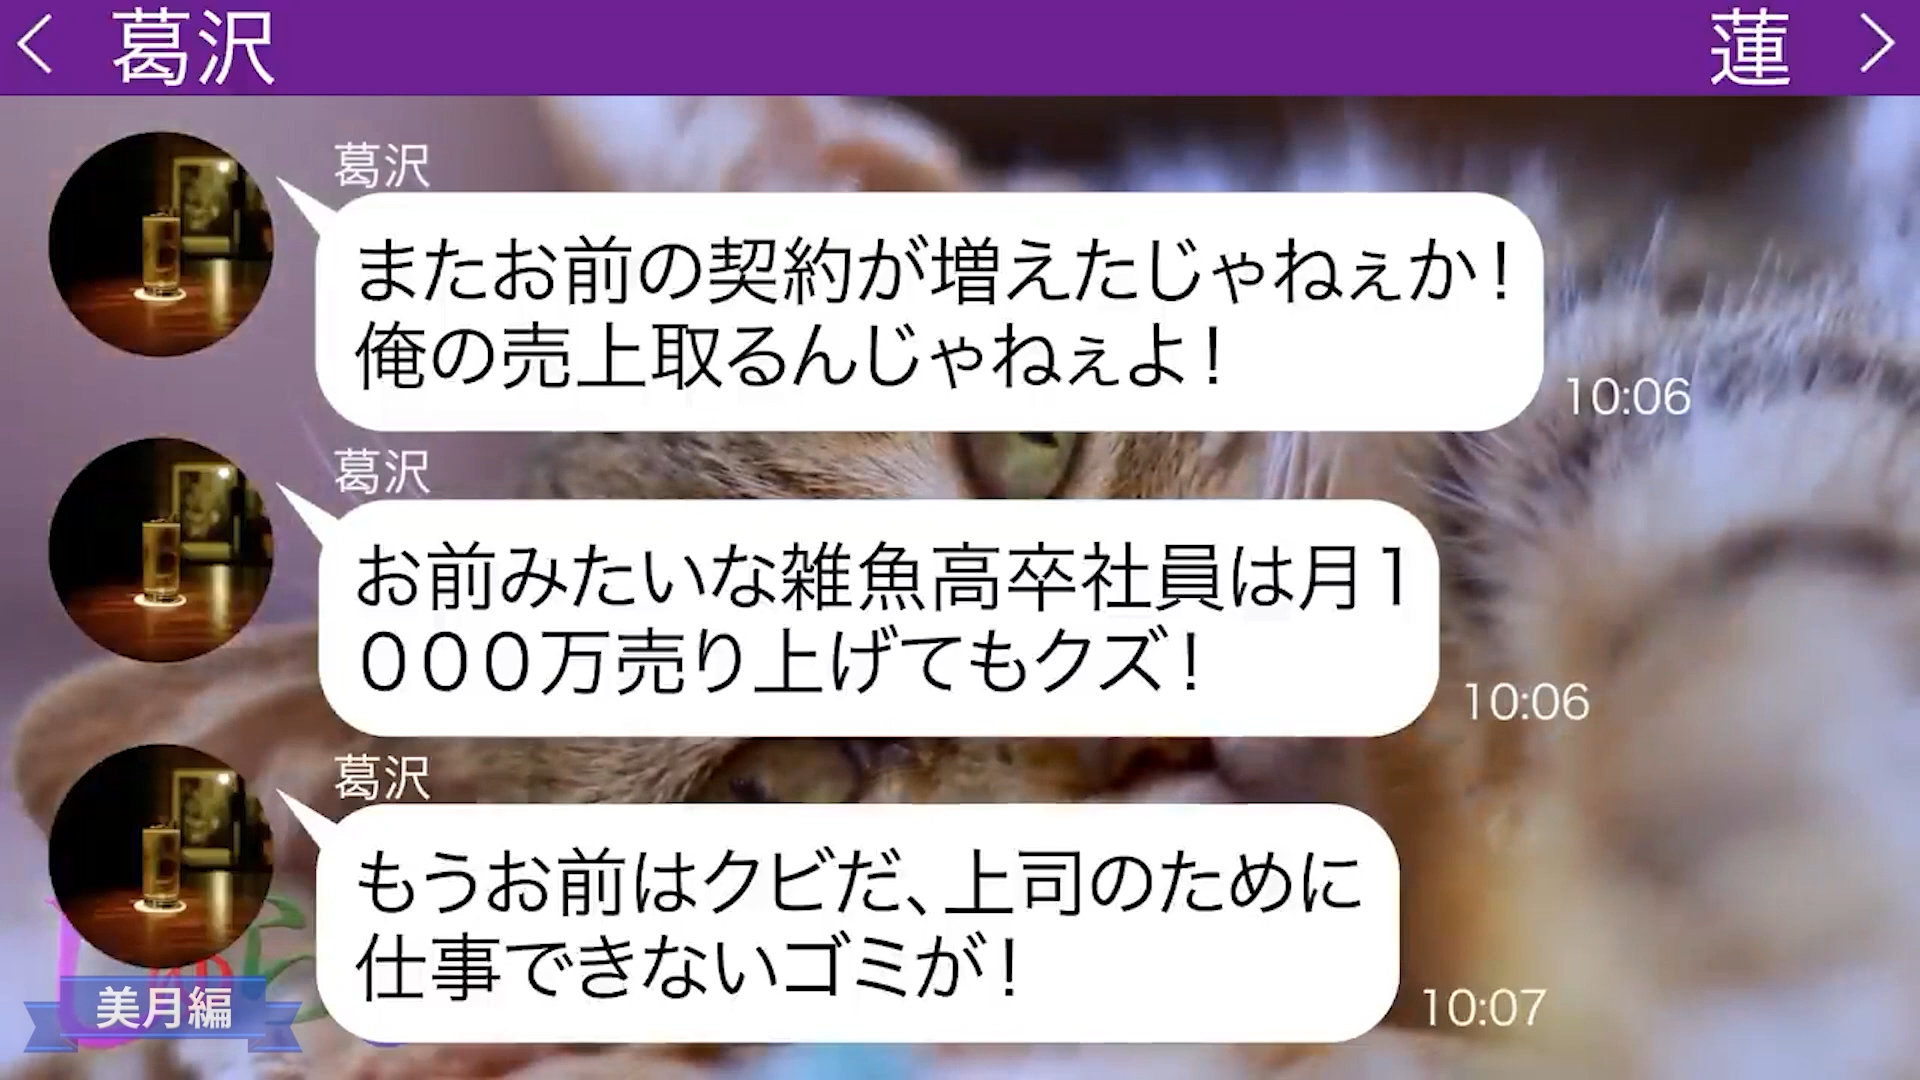 葛沢
蓮
葛沢
またお前の契約が増えたじゃねぇか！
俺の売上取るんじゃねぇよ！
10:06
葛沢
お前みたいな雑魚高卒社員は月１
０００万売り上げてもクズ！
10:06
葛沢
もうお前はクビだ、上司のために
仕事できないゴミが！
10:07
美月編